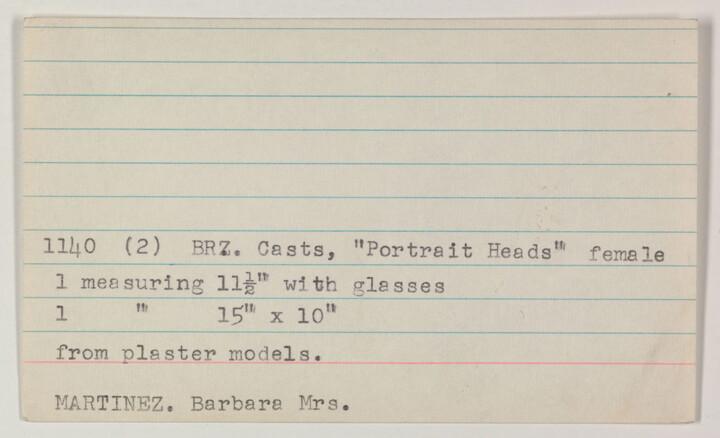 1140 (2) BRZ. Casts, "Portrait Heads" female
1 measuring 11½" with glasses
1 " 15" x 10"
from plaster models.
MARTINEZ. Barbara Mrs.